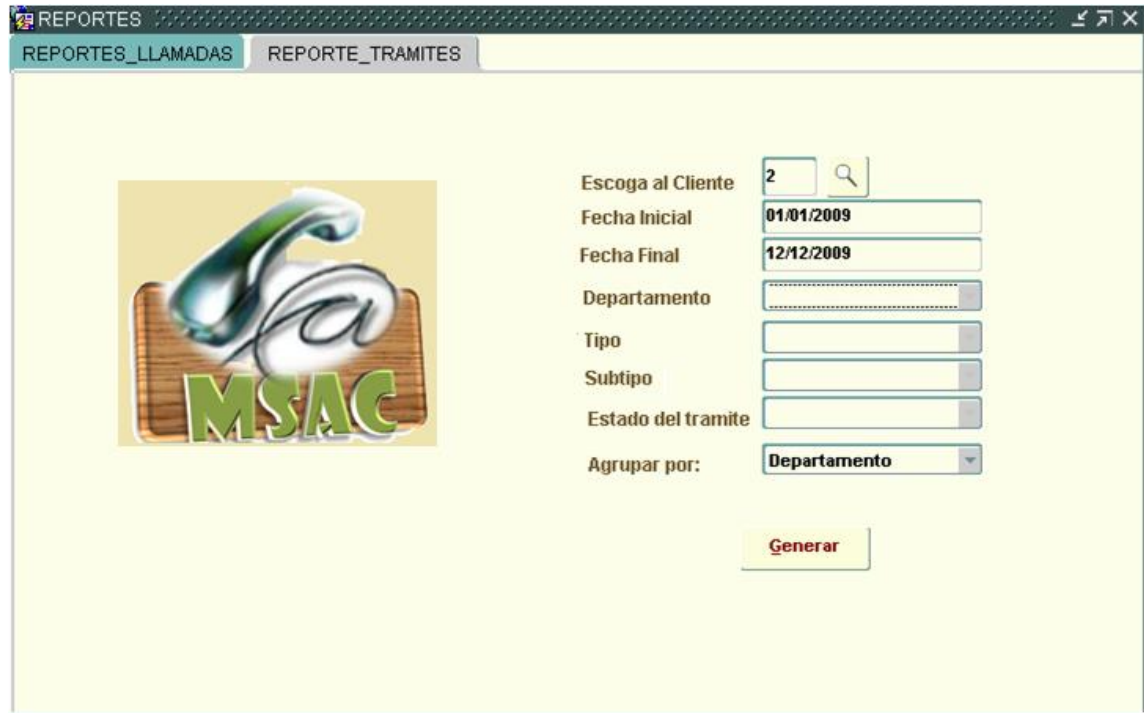 REPORTES
REPORTES_LLAMADAS REPORTE_TRAMITES
MSAC
Escoga al Cliente 2
Fecha Inicial 01/01/2009
Fecha Final 12/12/2009
Departamento
Tipo
Subtipo
Estado del tramite
Agrupar por: Departamento
Generar